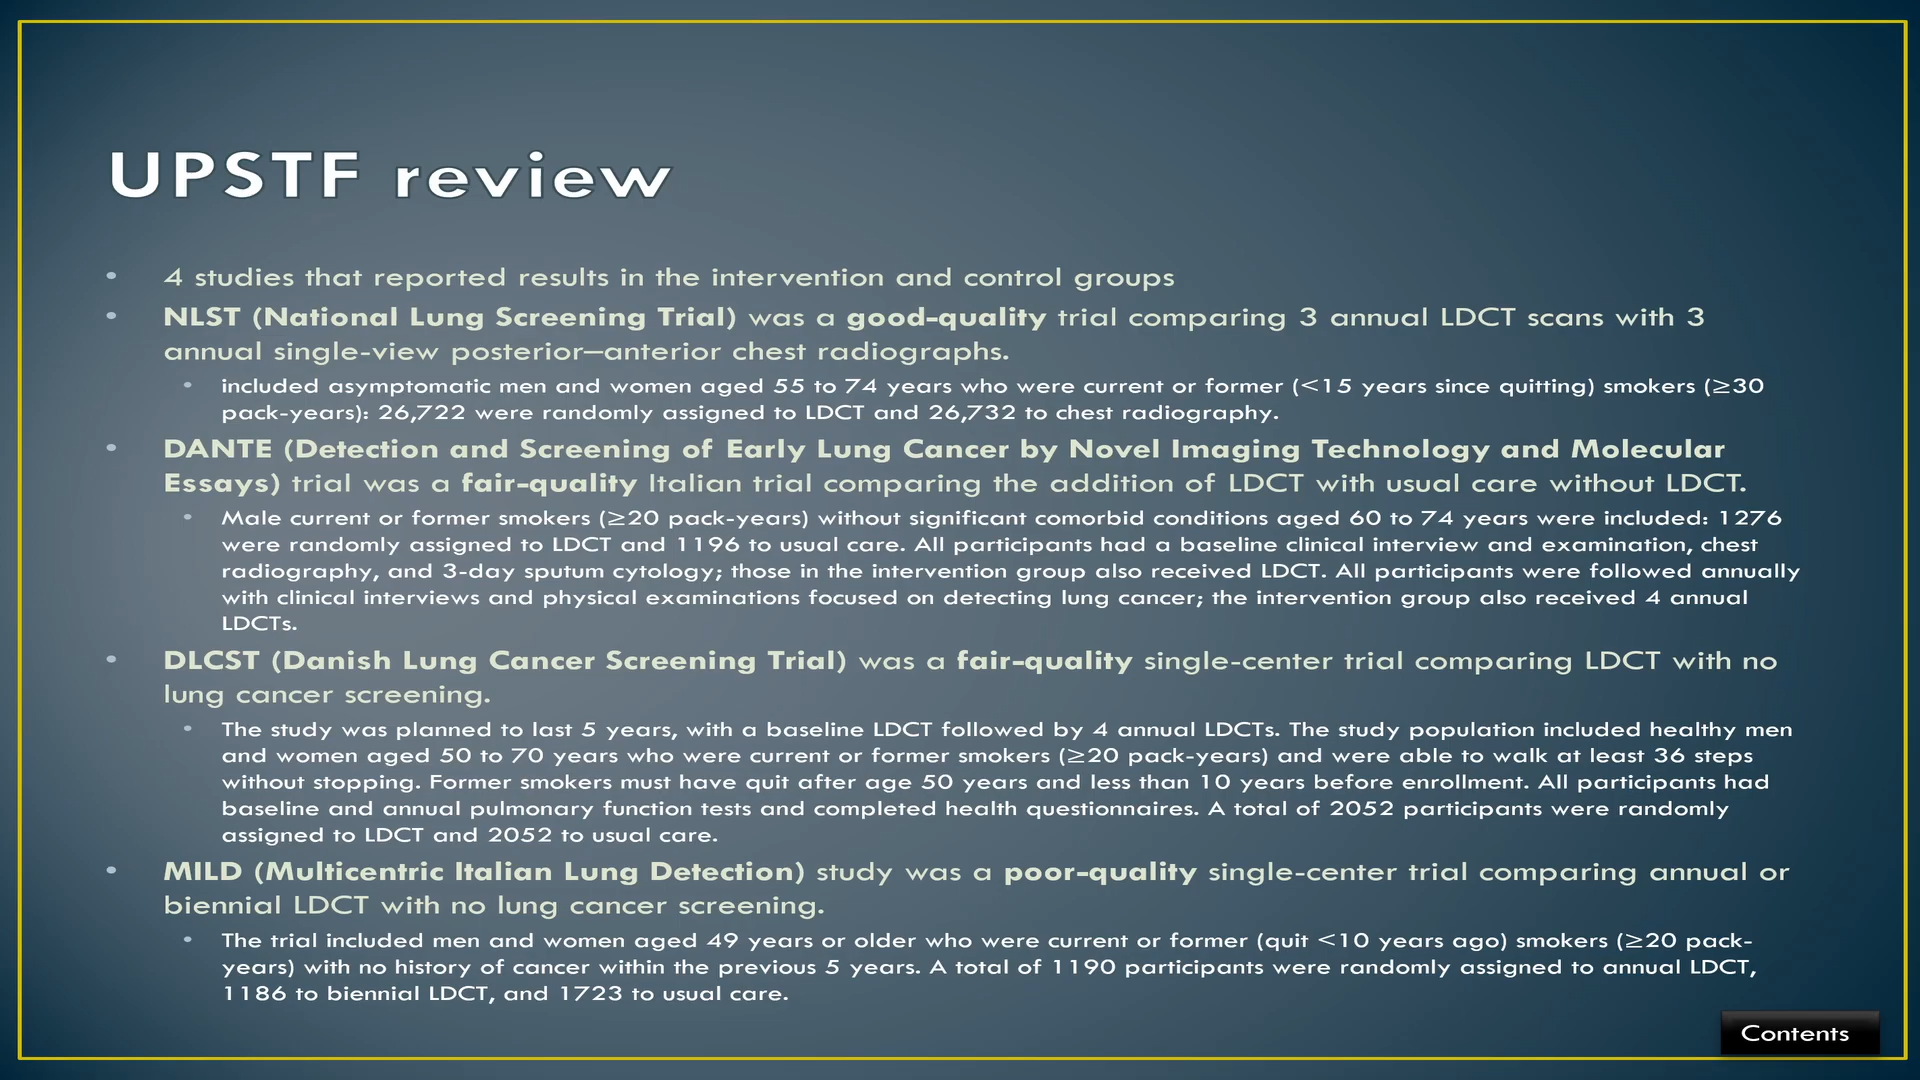 UPSTF review
• 4 studies that reported results in the intervention and control groups
• NLST (National Lung Screening Trial) was a good-quality trial comparing 3 annual LDCT scans with 3
annual single-view posterior–anterior chest radiographs.
• included asymptomatic men and women aged 55 to 74 years who were current or former (<15 years since quitting) smokers (≥30
pack-years): 26,722 were randomly assigned to LDCT and 26,732 to chest radiography.
• DANTE (Detection and Screening of Early Lung Cancer by Novel Imaging Technology and Molecular
Essays) trial was a fair-quality Italian trial comparing the addition of LDCT with usual care without LDCT.
• Male current or former smokers (≥20 pack-years) without significant comorbid conditions aged 60 to 74 years were included: 1276
were randomly assigned to LDCT and 1196 to usual care. All participants had a baseline clinical interview and examination, chest
radiography, and 3-day sputum cytology; those in the intervention group also received LDCT. All participants were followed annually
with clinical interviews and physical examinations focused on detecting lung cancer; the intervention group also received 4 annual
LDCTs.
• DLCST (Danish Lung Cancer Screening Trial) was a fair-quality single-center trial comparing LDCT with no
lung cancer screening.
• The study was planned to last 5 years, with a baseline LDCT followed by 4 annual LDCTs. The study population included healthy men
and women aged 50 to 70 years who were current or former smokers (≥20 pack-years) and were able to walk at least 36 steps
without stopping. Former smokers must have quit after age 50 years and less than 10 years before enrollment. All participants had
baseline and annual pulmonary function tests and completed health questionnaires. A total of 2052 participants were randomly
assigned to LDCT and 2052 to usual care.
• MILD (Multicentric Italian Lung Detection) study was a poor-quality single-center trial comparing annual or
biennial LDCT with no lung cancer screening.
• The trial included men and women aged 49 years or older who were current or former (quit <10 years ago) smokers (≥20 pack-
years) with no history of cancer within the previous 5 years. A total of 1190 participants were randomly assigned to annual LDCT,
1186 to biennial LDCT, and 1723 to usual care.
Contents